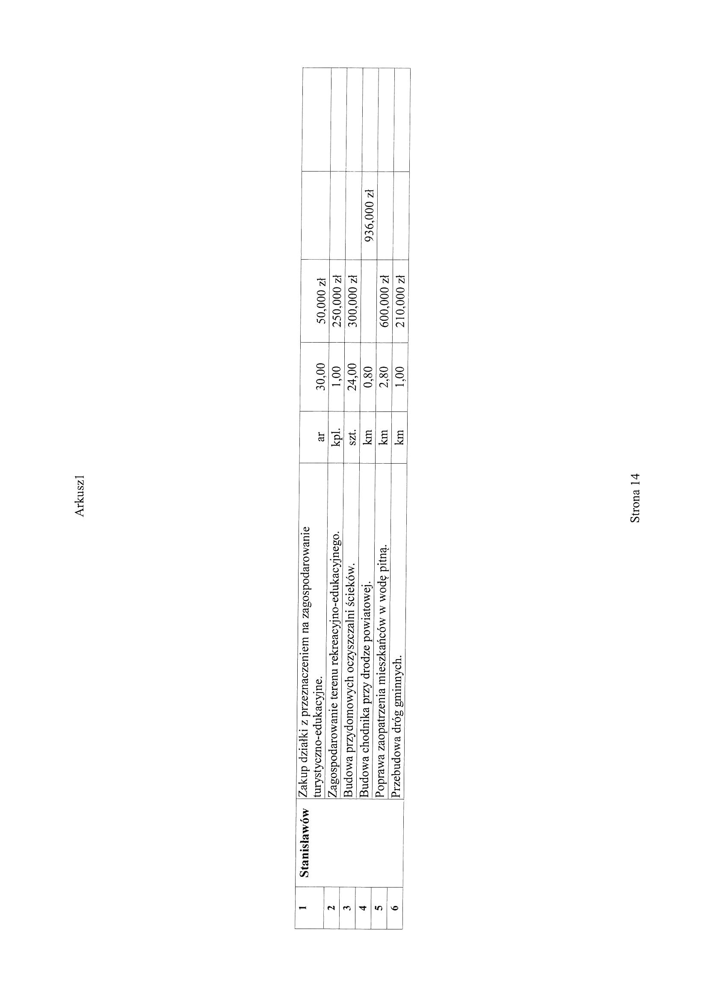 Arkusz1
1 Stanisławów Zakup działki z przeznaczeniem na zagospodarowanie
turystyczno-edukacyjne. ar 30,00 50,000 zł
2 Zagospodarowanie terenu rekreacyjno-edukacyjnego. kpl. 1,00 250,000 zł
3 Budowa przydomowych oczyszczalni ścieków. szt. 24,00 300,000 zł
4 Budowa chodnika przy drodze powiatowej. km 0,80 936,000 zł
5 Poprawa zaopatrzenia mieszkańców w wodę pitną. km 2,80 600,000 zł
6 Przebudowa dróg gminnych. km 1,00 210,000 zł
Strona 14